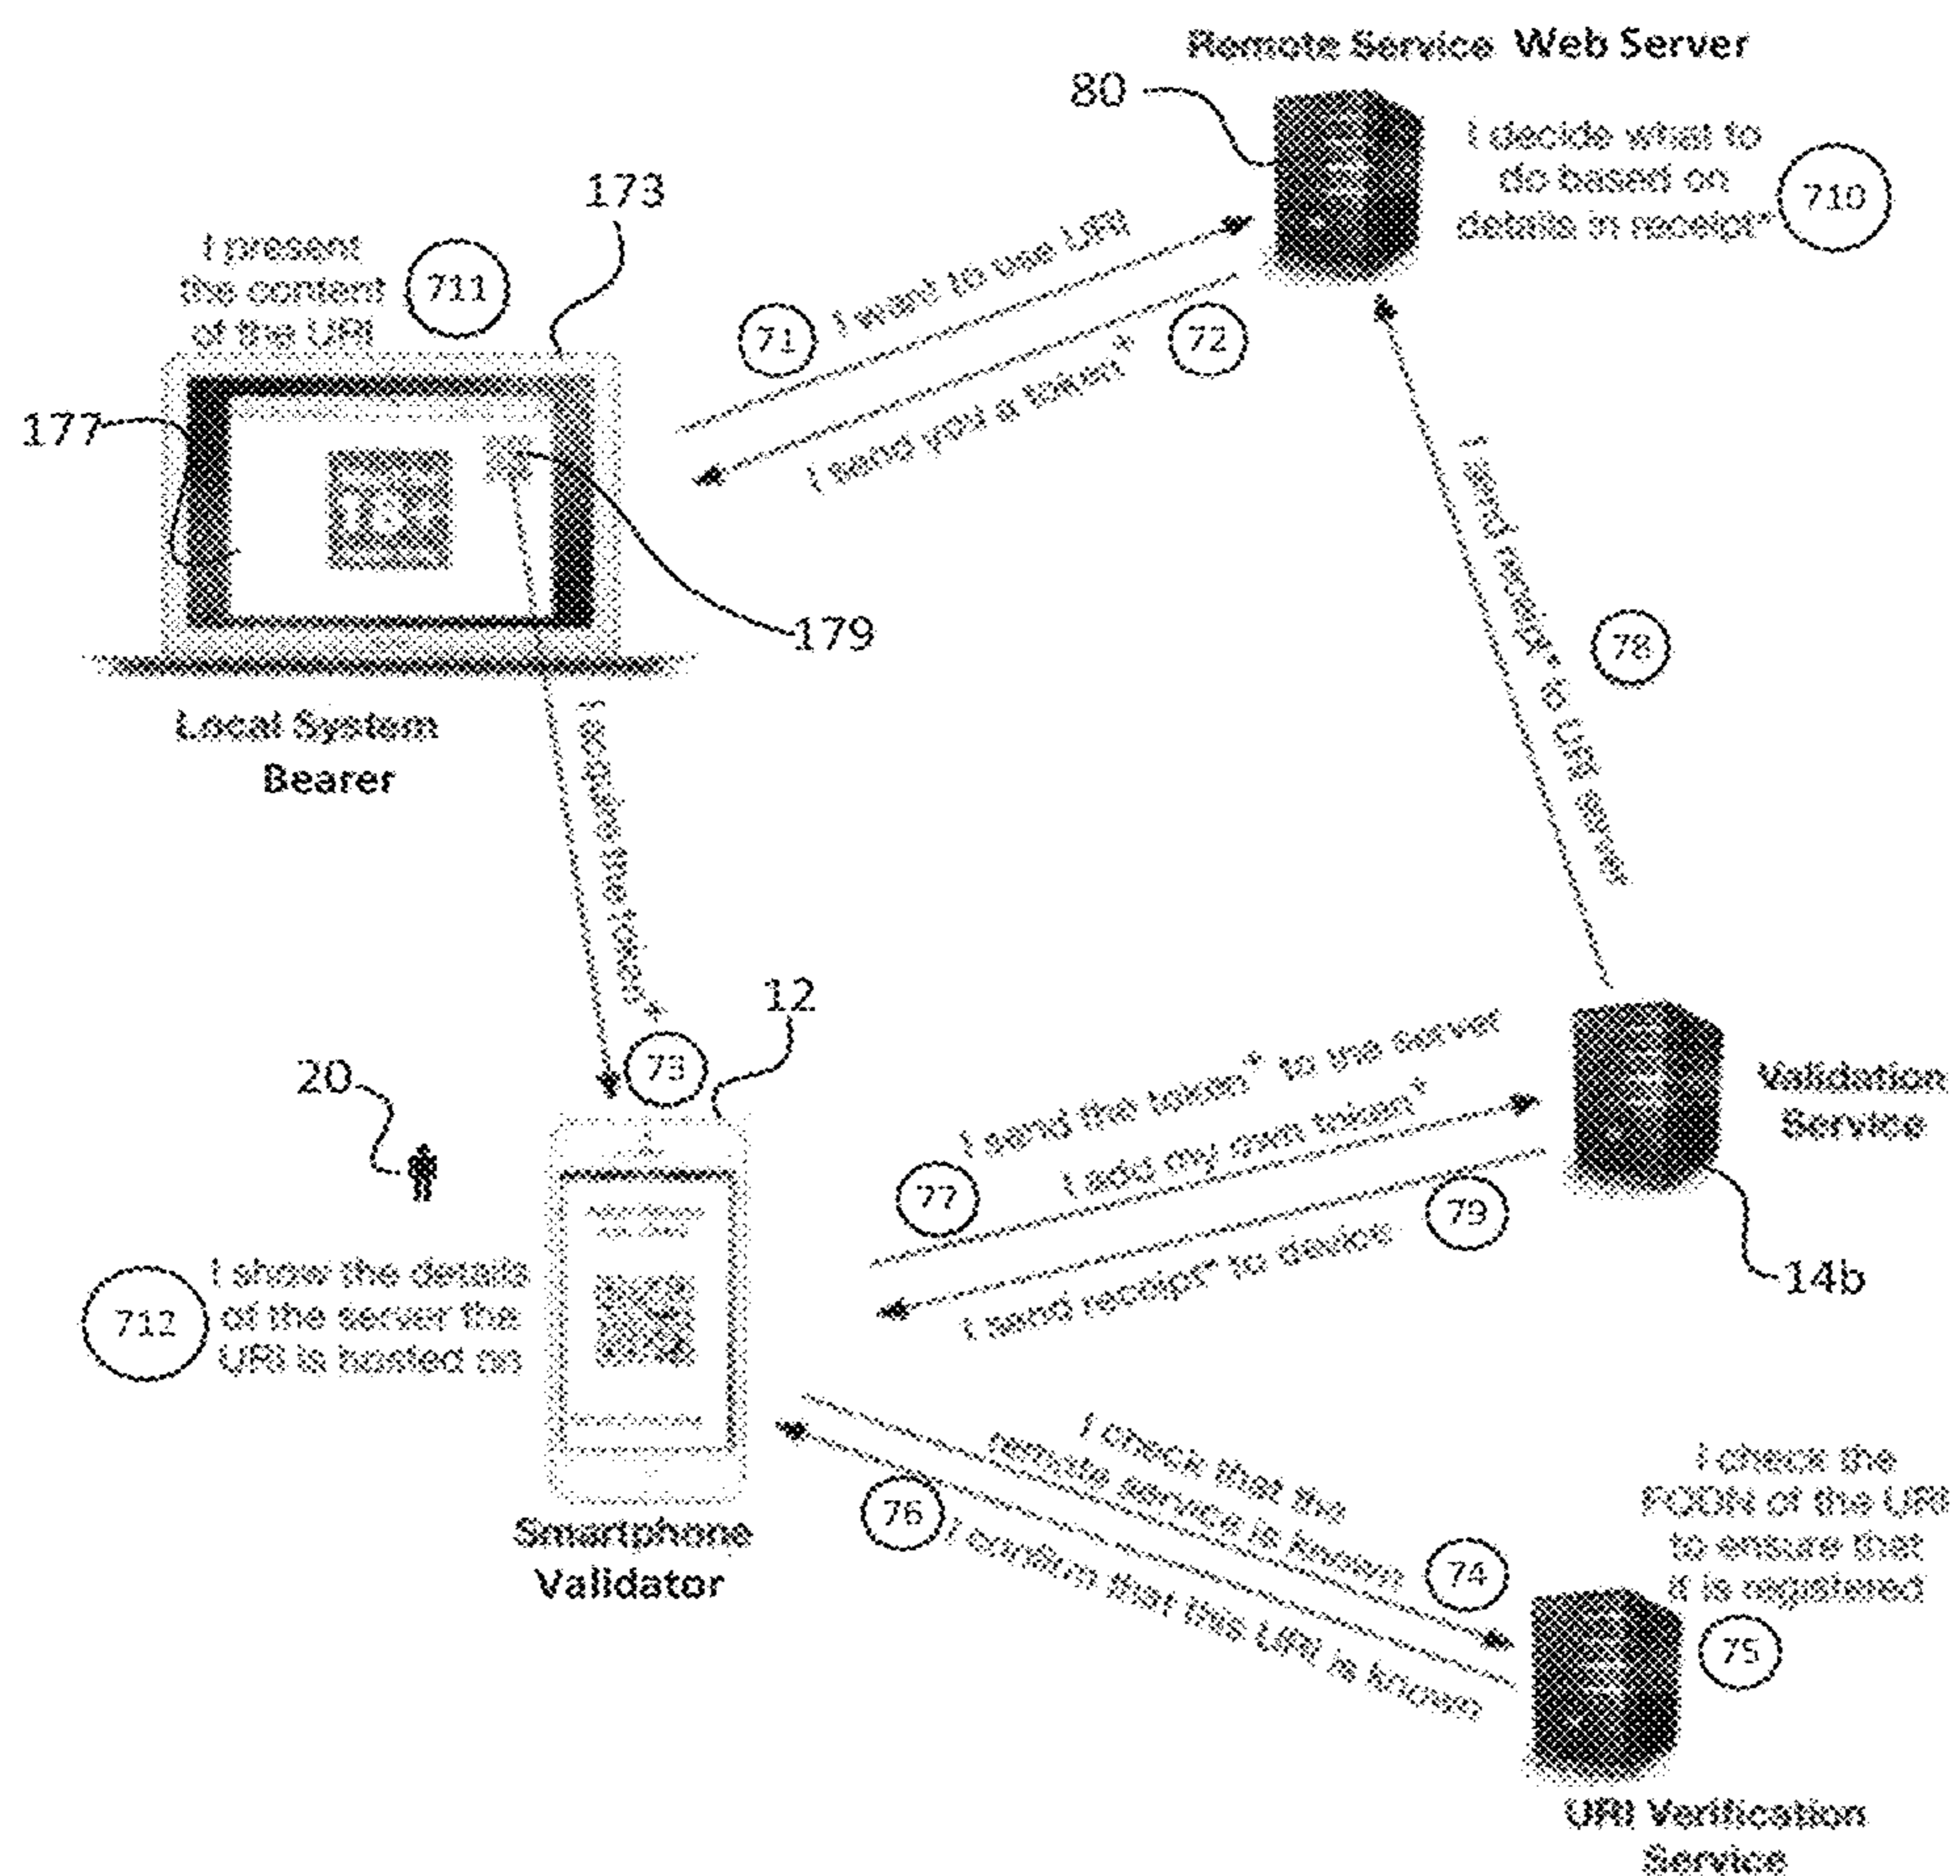 Remote Service Web Server
80
I decide what to
do based on
details in receipt*
710
173
I present
the content
of the URI
711
71
I want to use URI
72
I send you a token*
177
179
Local System
Bearer
I send receipt* to URI server
78
token*
73
12
20
I send the token* to the server
I add my own token*
77
79
I send receipt* to device
Validation
Service
14b
712
I show the details
of the server the
URI is hosted on
Smartphone
Validator
I check that the
remote service is known
74
76
I confirm that this URI is known
I check the
FQDN of the URI
to ensure that
it is registered
75
URI Verification
Service